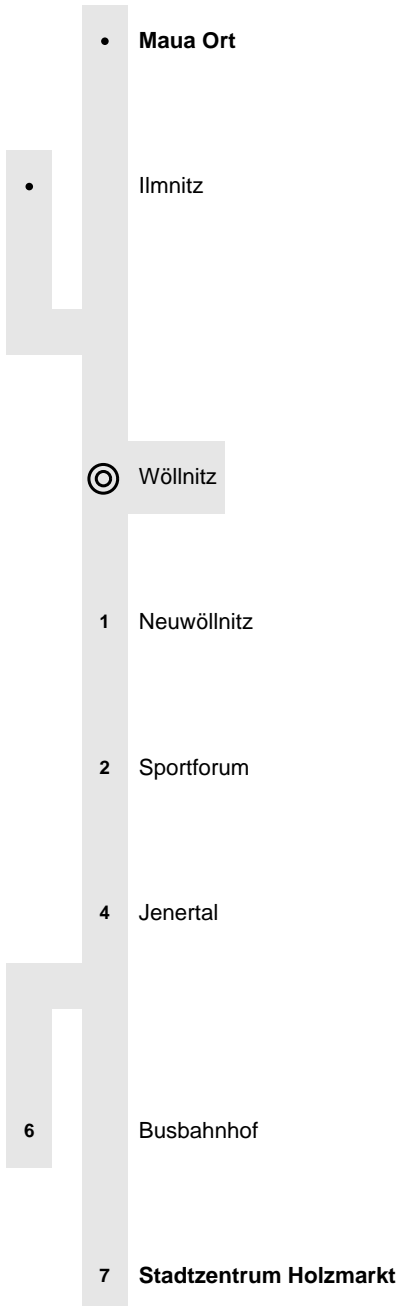 Maua Ort
Ilmnitz
Wöllnitz
1 Neuwöllnitz
2 Sportforum
4 Jenertal
6 Busbahnhof
7 Stadtzentrum Holzmarkt